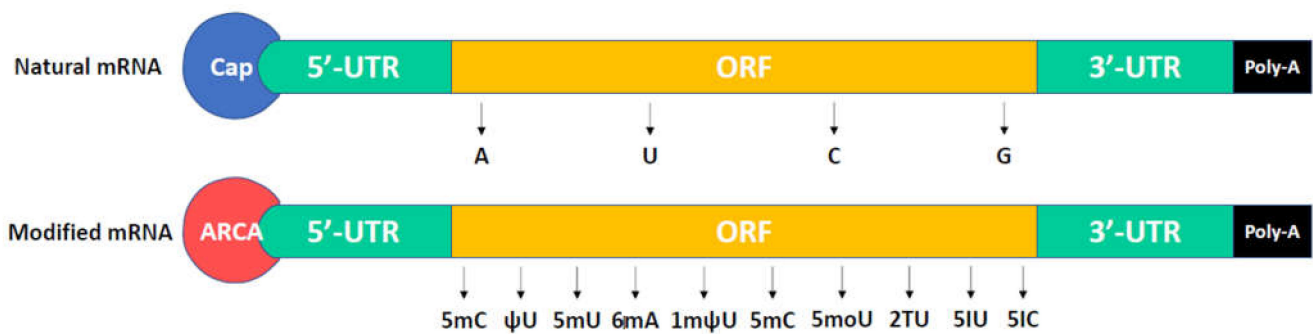 Natural mRNA Cap 5’-UTR ORF 3’-UTR Poly-A
A U C G
Modified mRNA ARCA 5’-UTR ORF 3’-UTR Poly-A
5mC ψU 5mU 6mA 1mψU 5mC 5moU 2TU 5IU 5IC